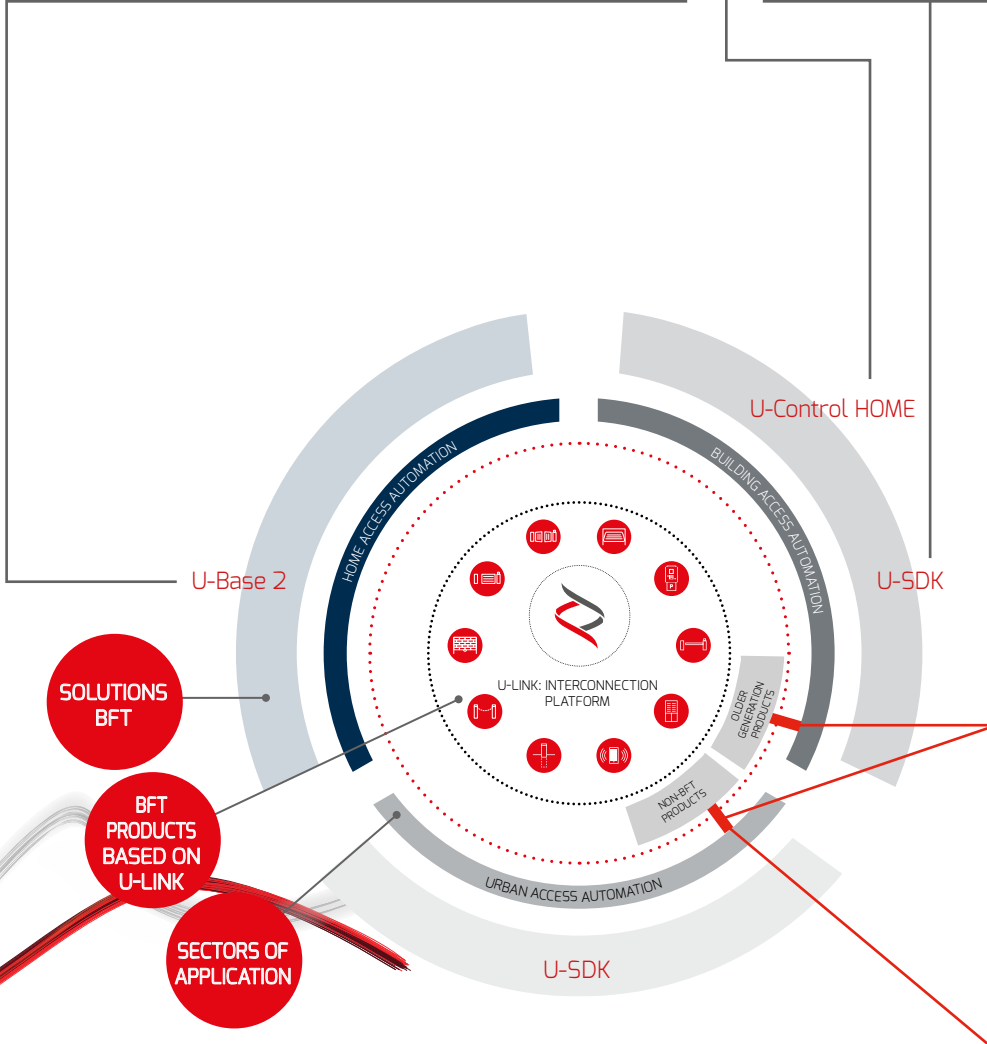 U-Control HOME
HOME ACCESS AUTOMATION
BUILDING ACCESS AUTOMATION
U-Base 2
U-SDK
P
SOLUTIONS
BFT
U-LINK: INTERCONNECTION
PLATFORM
OLDER
GENERATION
PRODUCTS
NON-BFT
PRODUCTS
BFT
PRODUCTS
BASED ON
U-LINK
URBAN ACCESS AUTOMATION
SECTORS OF
APPLICATION
U-SDK